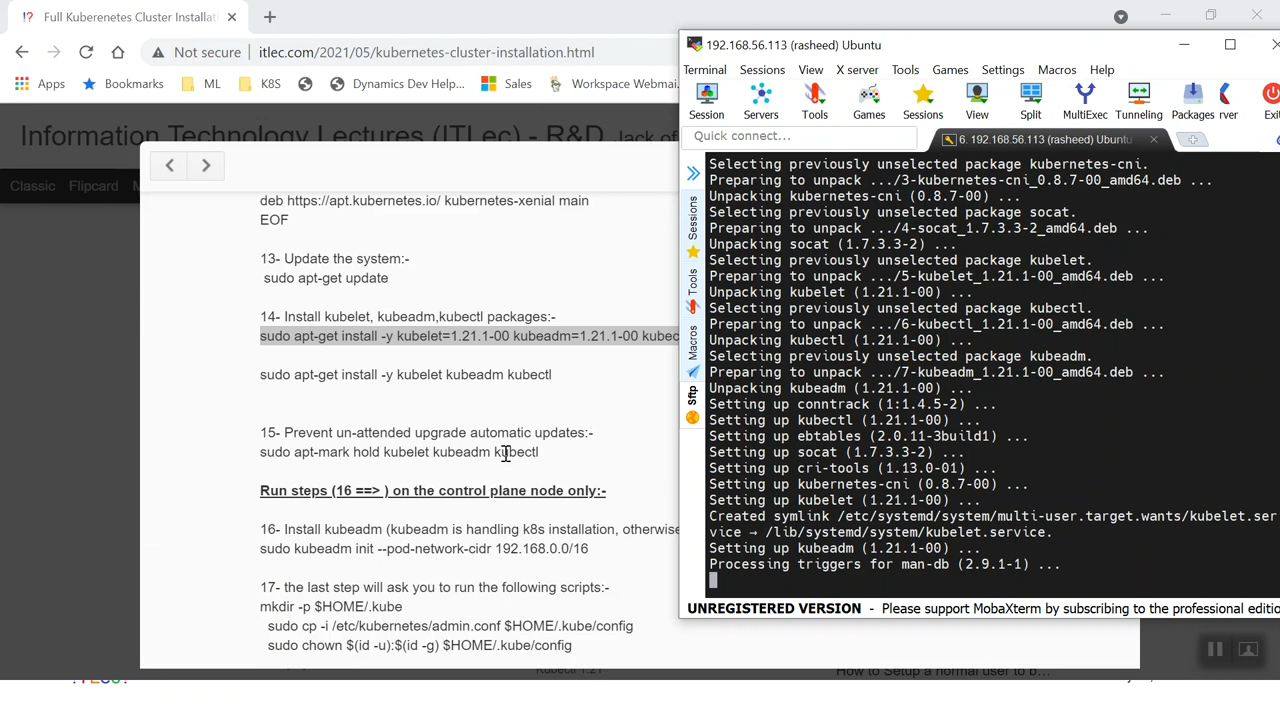 Full Kuberenetes Cluster Installat
Not secure
itlec.com/2021/05/kubernetes-cluster-installation.html
Apps
Bookmarks
ML
K8S
Dynamics Dev Help...
Sales
Workspace Webmai
Information Technology Lectures (ITLec) - R&D lack of
Classic
Flipcard
deb https://apt.kubernetes.io/ kubernetes-xenial main
EOF
13- Update the system:-
sudo apt-get update
14- Install kubelet, kubeadm,kubectl packages:-
sudo apt-get install -y kubelet=1.21.1-00 kubeadm=1.21.1-00 kubec
sudo apt-get install -y kubelet kubeadm kubectl
15- Prevent un-attended upgrade automatic updates:-
sudo apt-mark hold kubelet kubeadm kubectl
Run steps (16 ==> ) on the control plane node only:-
16- Install kubeadm (kubeadm is handling k8s installation, otherwise
sudo kubeadm init --pod-network-cidr 192.168.0.0/16
17- the last step will ask you to run the following scripts:-
mkdir -p $HOME/.kube
sudo cp -i /etc/kubernetes/admin.conf $HOME/.kube/config
sudo chown $(id -u):$(id -g) $HOME/.kube/config
How to Setup a normal user to b...
192.168.56.113 (rasheed) Ubuntu
Terminal Sessions View X server Tools Games Settings Macros Help
Session Servers Tools Games Sessions View Split MultiExec Tunneling Packages rver Exit
Quick connect...
6. 192.168.56.113 (rasheed) Ubuntu
Sessions
Tools
Macros
Sftp
Selecting previously unselected package kubernetes-cni.
Preparing to unpack .../3-kubernetes-cni_0.8.7-00_amd64.deb ...
Unpacking kubernetes-cni (0.8.7-00) ...
Selecting previously unselected package socat.
Preparing to unpack .../4-socat_1.7.3.3-2_amd64.deb ...
Unpacking socat (1.7.3.3-2) ...
Selecting previously unselected package kubelet.
Preparing to unpack .../5-kubelet_1.21.1-00_amd64.deb ...
Unpacking kubelet (1.21.1-00) ...
Selecting previously unselected package kubectl.
Preparing to unpack .../6-kubectl_1.21.1-00_amd64.deb ...
Unpacking kubectl (1.21.1-00) ...
Selecting previously unselected package kubeadm.
Preparing to unpack .../7-kubeadm_1.21.1-00_amd64.deb ...
Unpacking kubeadm (1.21.1-00) ...
Setting up conntrack (1:1.4.5-2) ...
Setting up kubectl (1.21.1-00) ...
Setting up ebtables (2.0.11-3build1) ...
Setting up socat (1.7.3.3-2) ...
Setting up cri-tools (1.13.0-01) ...
Setting up kubernetes-cni (0.8.7-00) ...
Setting up kubelet (1.21.1-00) ...
Created symlink /etc/systemd/system/multi-user.target.wants/kubelet.ser
vice → /lib/systemd/system/kubelet.service.
Setting up kubeadm (1.21.1-00) ...
Processing triggers for man-db (2.9.1-1) ...
UNREGISTERED VERSION - Please support MobaXterm by subscribing to the professional editio